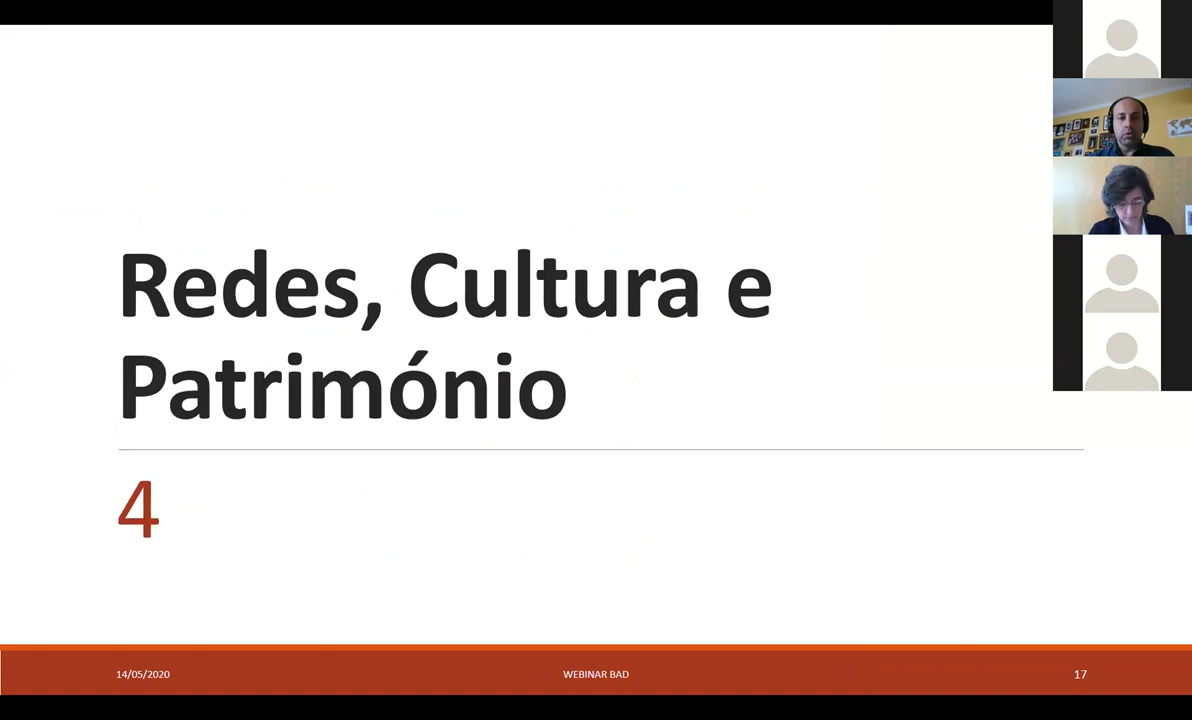 Redes, Cultura e
Património
4
14/05/2020
WEBINAR BAD
17